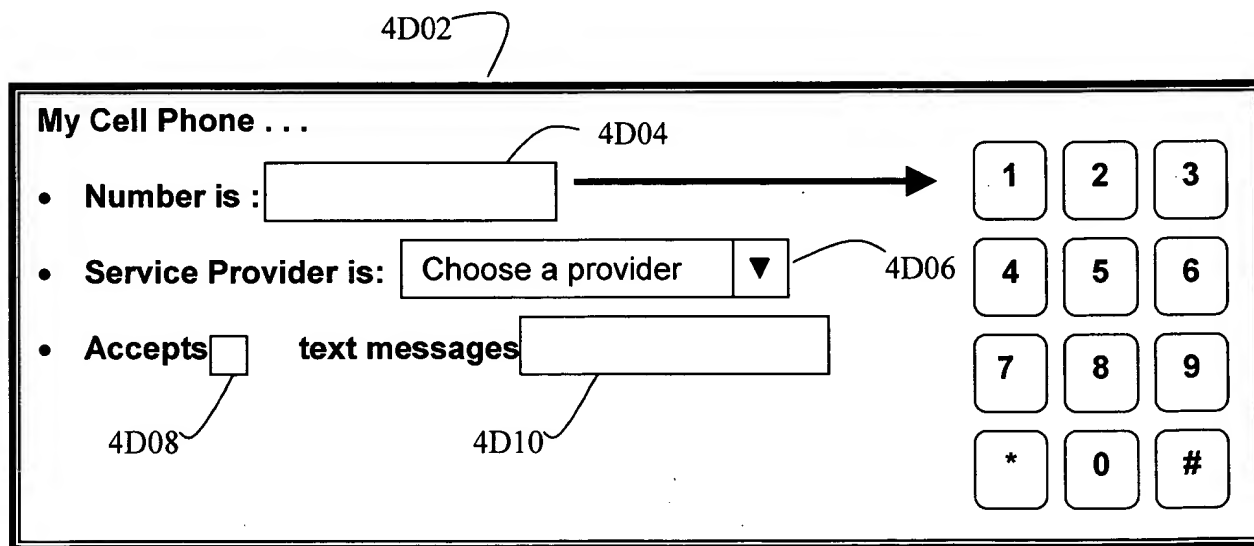 4D02
My Cell Phone . . .
4D04
• Number is :
1 2 3
• Service Provider is: Choose a provider ▼
4D06
4 5 6
• Accepts text messages
7 8 9
4D08 4D10
* 0 #